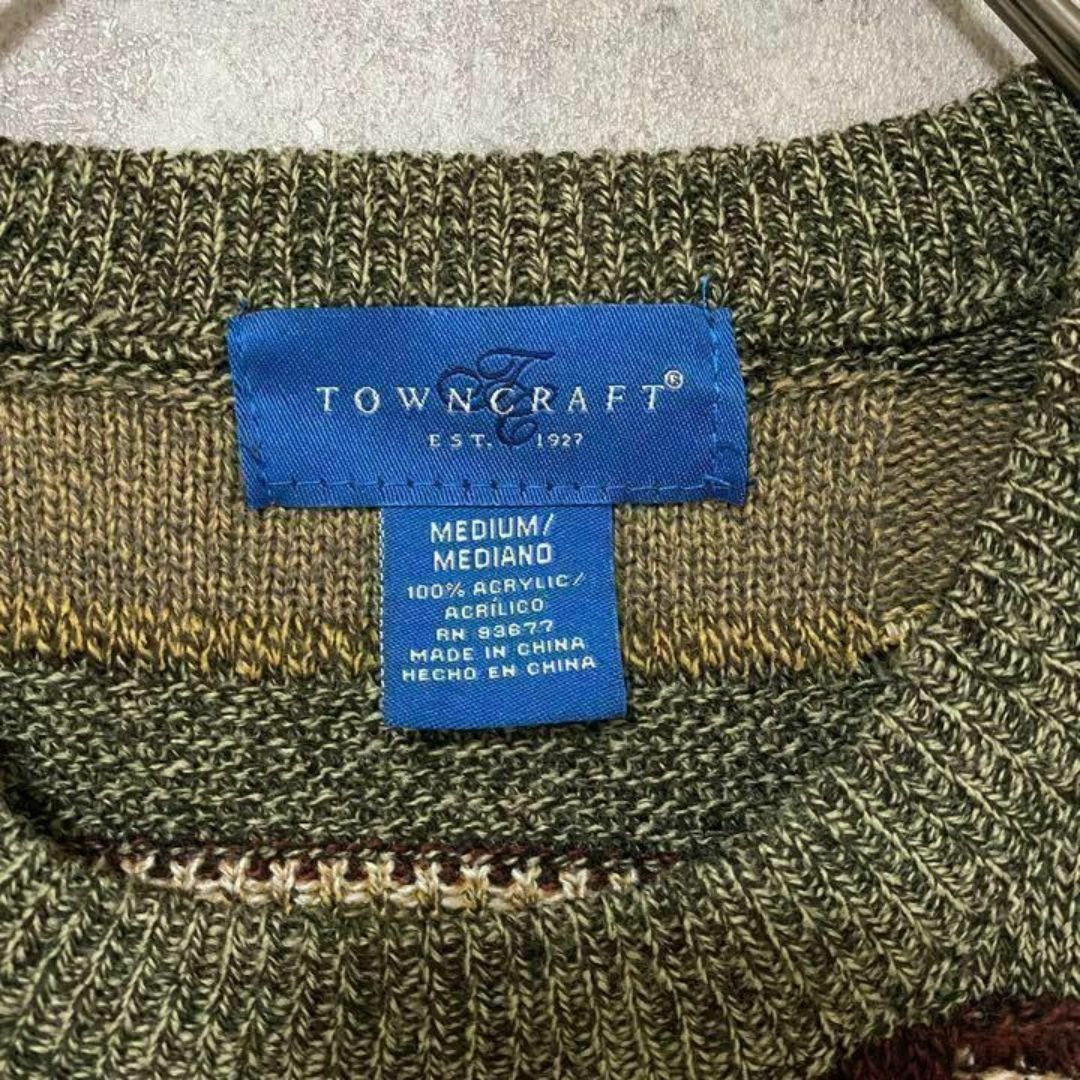 TOWNCRAFT®
EST. 1927
MEDIUM/
MEDIANO
100% ACRYLIC/
ACRÍLICO
RN 93677
MADE IN CHINA
HECHO EN CHINA